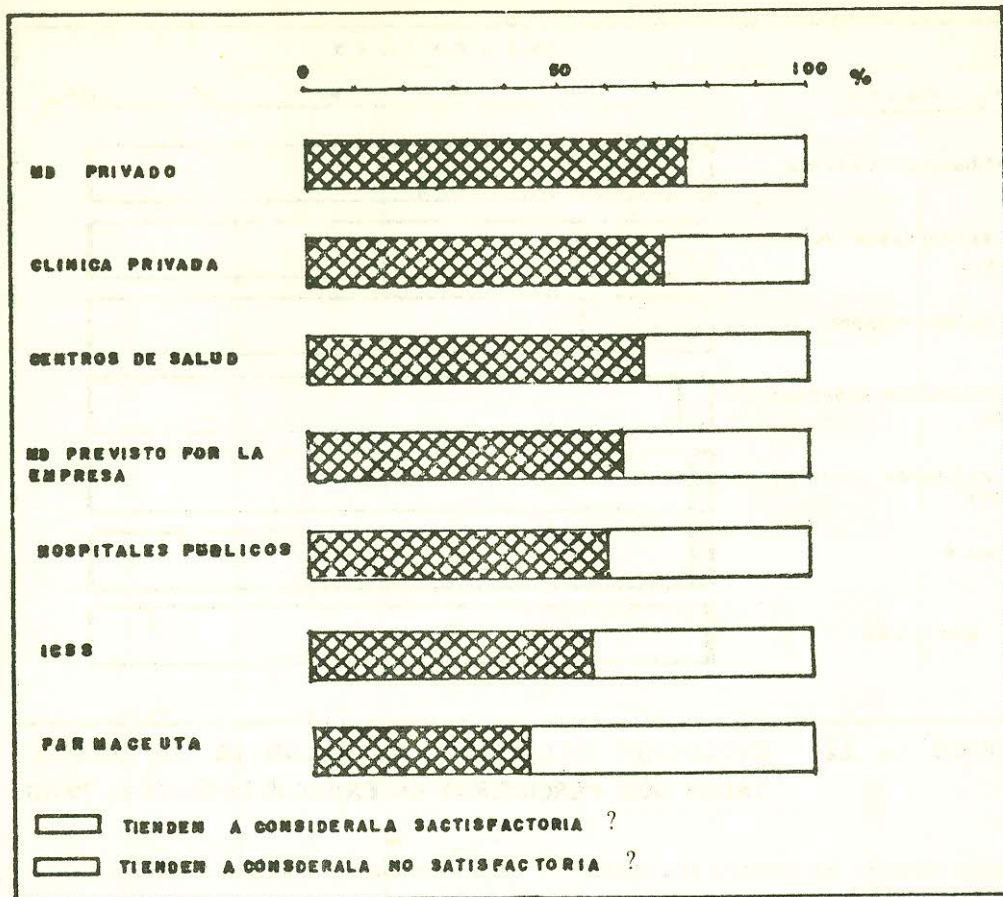 0 50 100 %
MD PRIVADO
CLINICA PRIVADA
CENTROS DE SALUD
MD PREVISTO POR LA
EMPRESA
HOSPITALES PUBLICOS
ICSS
FARMACEUTA
TIENDEN A CONSIDERALA SACTISFACTORIA ?
TIENDEN A CONSDERALA NO SATISFACTORIA ?